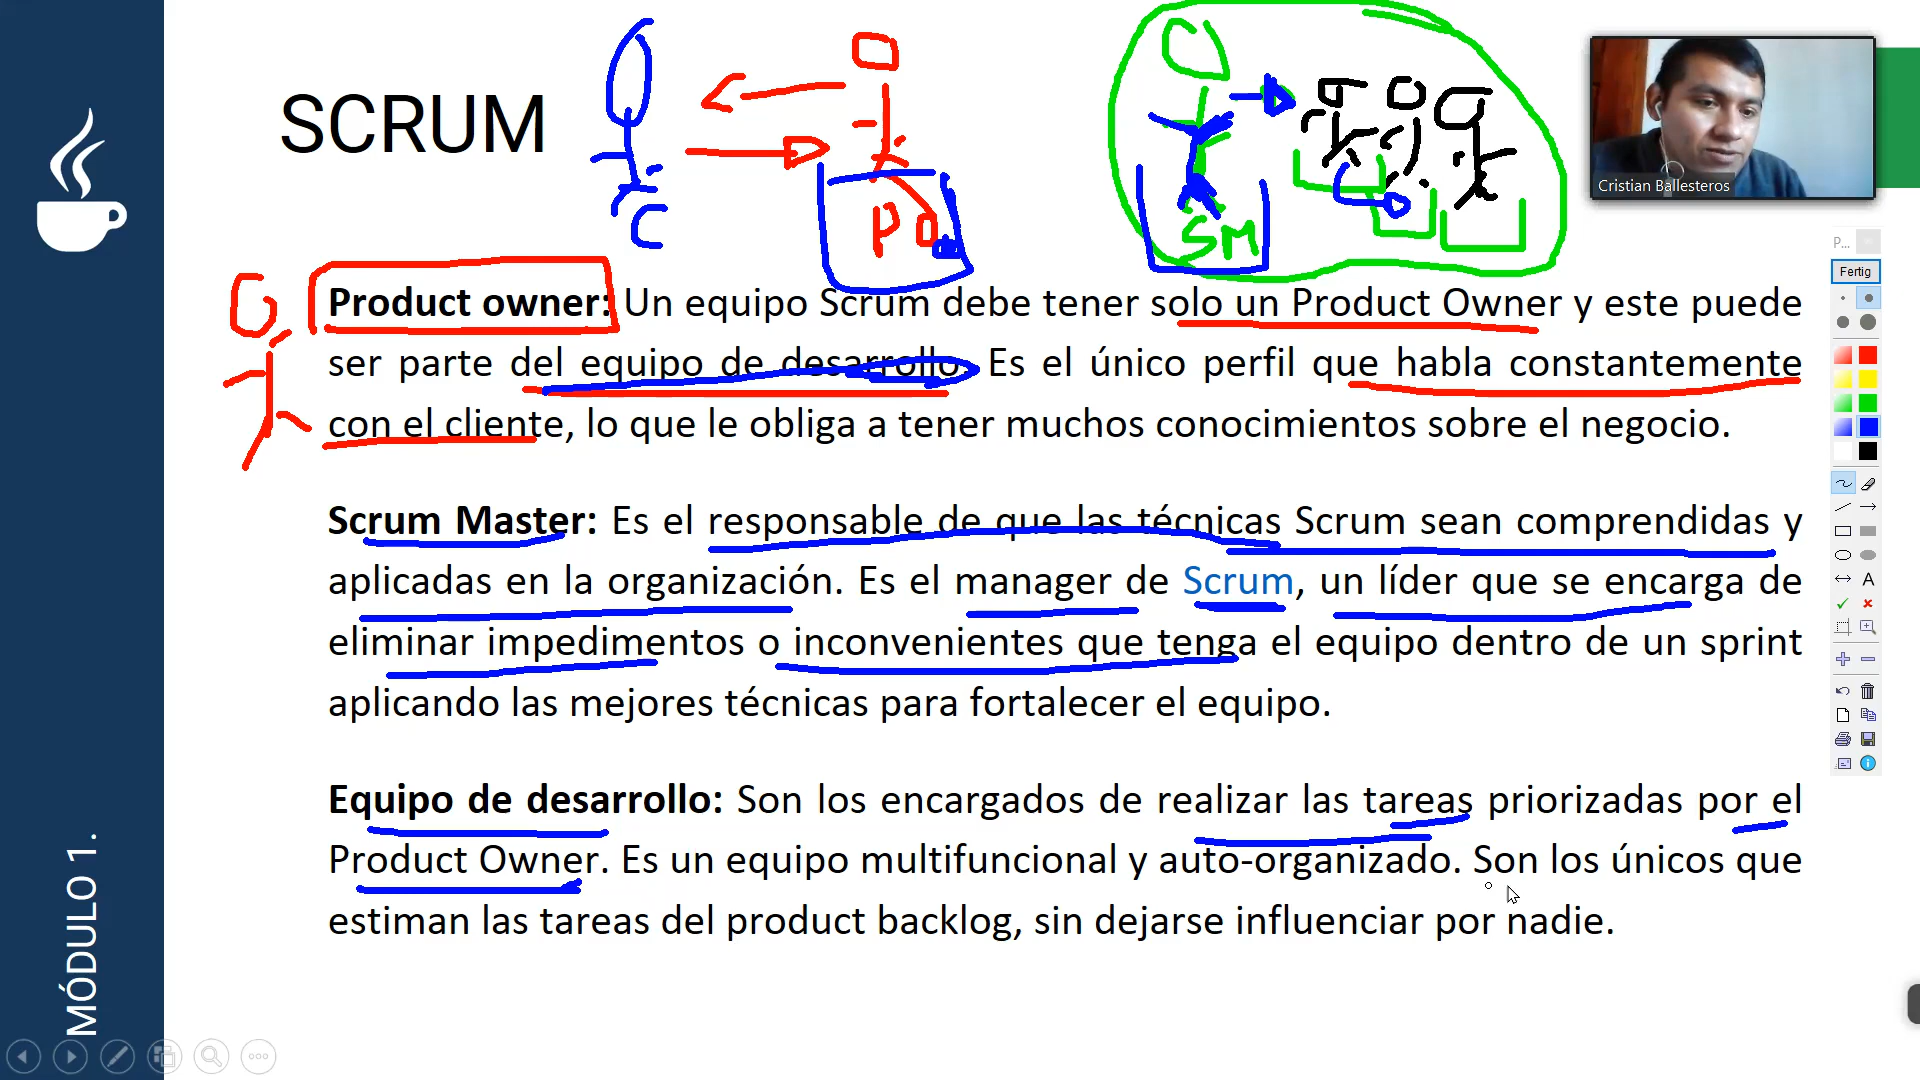 SCRUM
C
P O
SM
Cristian Ballesteros
P...
Fertig
Product owner: Un equipo Scrum debe tener solo un Product Owner y este puede
ser parte del equipo de desarrollo. Es el único perfil que habla constantemente
con el cliente, lo que le obliga a tener muchos conocimientos sobre el negocio.
Scrum Master: Es el responsable de que las técnicas Scrum sean comprendidas y
aplicadas en la organización. Es el manager de Scrum, un líder que se encarga de
eliminar impedimentos o inconvenientes que tenga el equipo dentro de un sprint
aplicando las mejores técnicas para fortalecer el equipo.
Equipo de desarrollo: Son los encargados de realizar las tareas priorizadas por el
Product Owner. Es un equipo multifuncional y auto-organizado. Son los únicos que
estiman las tareas del product backlog, sin dejarse influenciar por nadie.
MÓDULO 1.
A